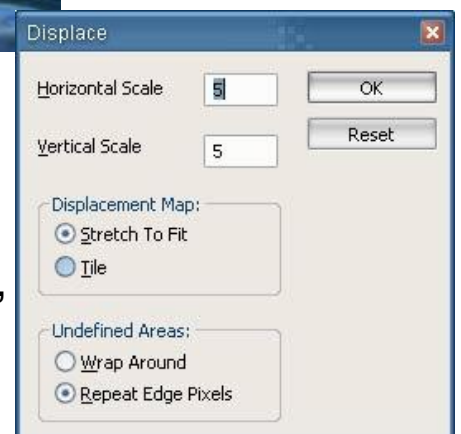 Displace
Horizontal Scale 5 OK
Vertical Scale 5 Reset
Displacement Map:
Stretch To Fit
Tile
,
Undefined Areas:
Wrap Around
Repeat Edge Pixels